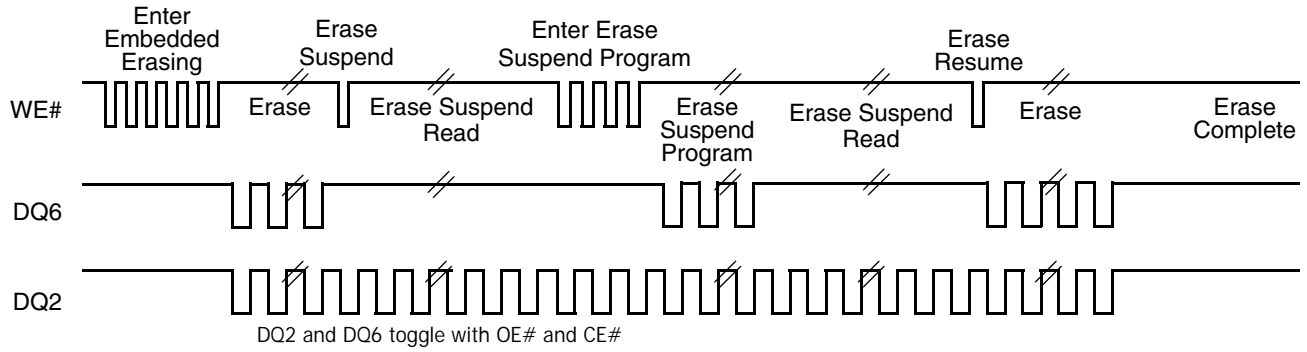 Enter
Embedded
Erasing
Erase
Suspend
Enter Erase
Suspend Program
Erase
Resume
WE#
Erase
Erase Suspend
Read
Erase
Suspend
Program
Erase Suspend
Read
Erase
Erase
Complete
DQ6
DQ2
DQ2 and DQ6 toggle with OE# and CE#